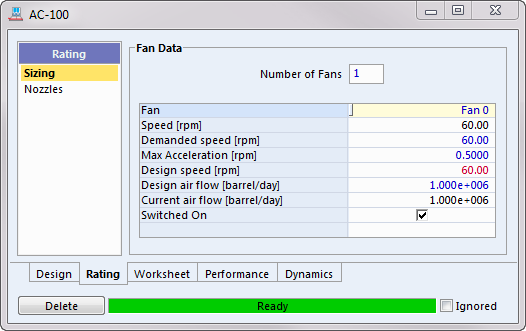 AC-100
Rating
Sizing
Nozzles
Fan Data
Number of Fans 1
Fan Fan 0
Speed [rpm] 60.00
Demanded speed [rpm] 60.00
Max Acceleration [rpm] 0.5000
Design speed [rpm] 60.00
Design air flow [barrel/day] 1.000e+006
Current air flow [barrel/day] 1.000e+006
Switched On
Design Rating Worksheet Performance Dynamics
Delete Ready Ignored